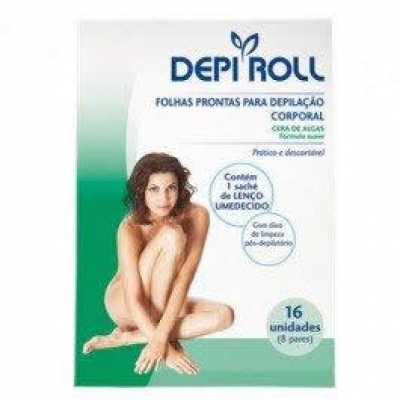 DEPI ROLL
FOLHAS PRONTAS PARA DEPILAÇÃO
CORPORAL
CERA DE ALGAS
Fórmula suave
Prático e descartável
Contém
1 sachê
de LENÇO
UMEDECIDO
Com óleo
de limpeza
pós-depilatório
16
unidades
(8 pares)